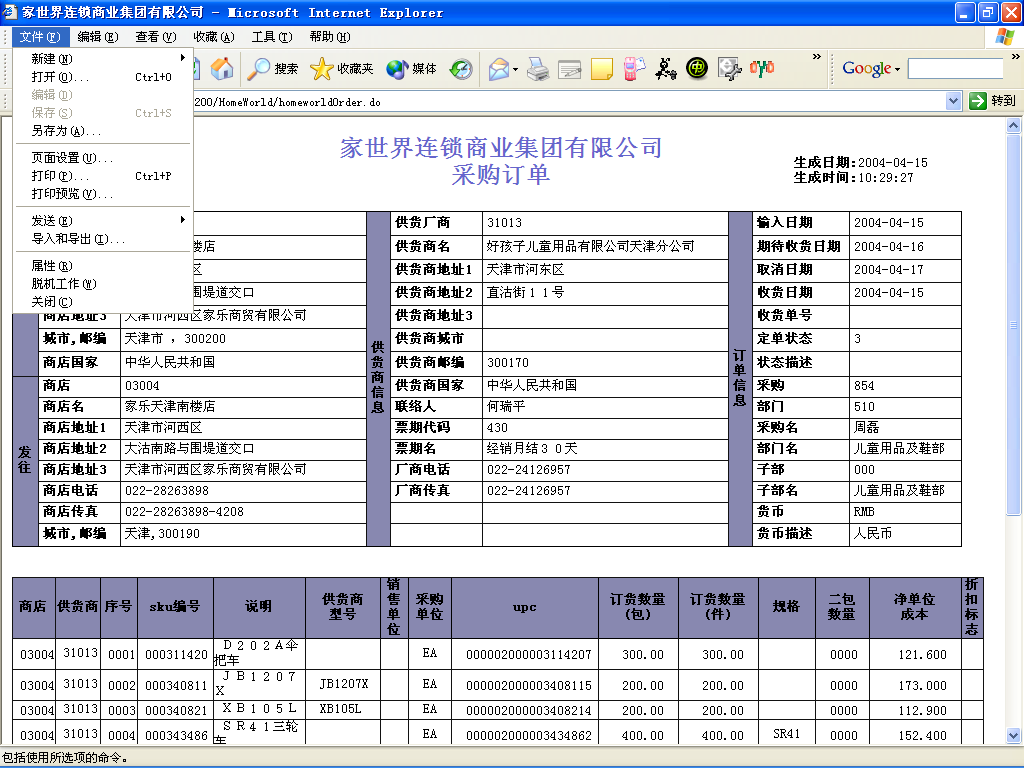 家世界连锁商业集团有限公司 - Microsoft Internet Explorer
文件(F) 编辑(E) 查看(V) 收藏(A) 工具(T) 帮助(H)
新建(N)
打开(O)... Ctrl+O
编辑(D)
保存(S) Ctrl+S
另存为(A)...
页面设置(U)...
打印(P)... Ctrl+P
打印预览(V)...
发送(E)
导入和导出(I)...
属性(R)
脱机工作(W)
关闭(C)
搜索 收藏夹 媒体 Google
200/HomeWorld/homeworldOrder.do 转到
家世界连锁商业集团有限公司
采购订单
生成日期:2004-04-15
生成时间:10:29:27
供货厂商 31013 输入日期 2004-04-15
楼店 供货商名 好孩子儿童用品有限公司天津分公司 期待收货日期 2004-04-16
区 供货商地址1 天津市河东区 取消日期 2004-04-17
围堤道交口 供货商地址2 直沽街11号 收货日期 2004-04-15
商店地址3 天津市河西区家乐商贸有限公司 供货商地址3 收货单号
城市,邮编 天津市 ,300200 供货商城市 定单状态 3
商店国家 中华人民共和国 供货商邮编 300170 状态描述
供货商信息
订单信息
商店 03004 供货商国家 中华人民共和国 采购 854
商店名 家乐天津南楼店 联络人 何瑞平 部门 510
商店地址1 天津市河西区 票期代码 430 采购名 周磊
发往
商店地址2 大沽南路与围堤道交口 票期名 经销月结30天 部门名 儿童用品及鞋部
商店地址3 天津市河西区家乐商贸有限公司 厂商电话 022-24126957 子部 000
商店电话 022-28263898 厂商传真 022-24126957 子部名 儿童用品及鞋部
商店传真 022-28263898-4208 货币 RMB
城市,邮编 天津,300190 货币描述 人民币
商店 供货商 序号 sku编号 说明 供货商型号 销售单位 采购单位 upc 订货数量(包) 订货数量(件) 规格 二包数量 净单位成本 折扣标志
03004 31013 0001 000311420 D202A伞把车 EA 000002000003114207 300.00 300.00 0000 121.600
03004 31013 0002 000340811 JB1207X JB1207X EA 000002000003408115 200.00 200.00 0000 173.000
03004 31013 0003 000340821 XB105L XB105L EA 000002000003408214 200.00 200.00 0000 112.900
03004 31013 0004 000343486 SR41三轮车 EA 000002000003434862 400.00 400.00 SR41 0000 152.400
包括使用所选项的命令。